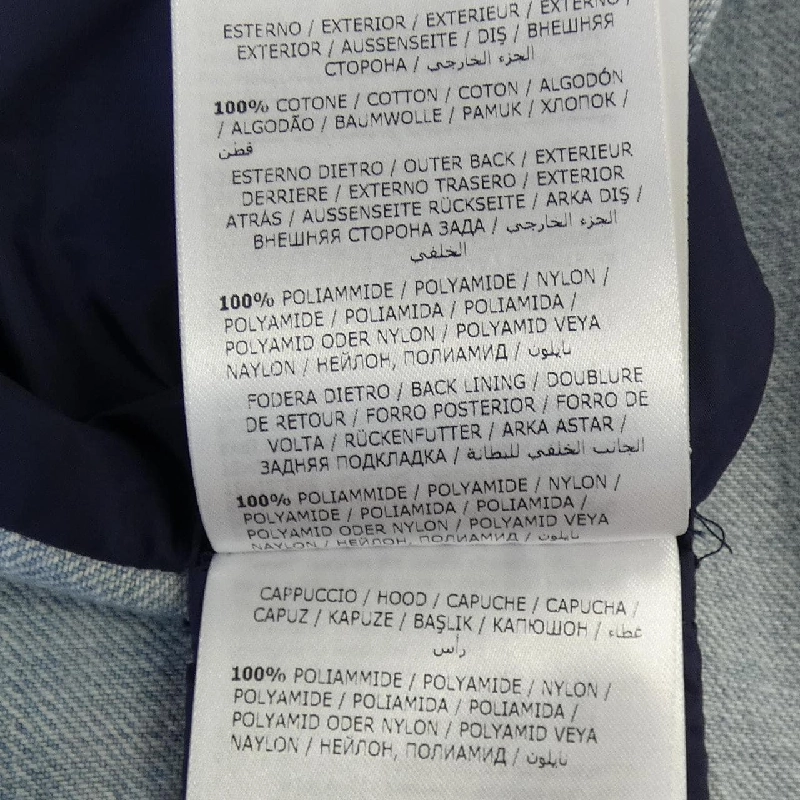 ESTERNO / EXTERIOR / EXTERIEUR / EXTERNO /
EXTERIOR / AUSSENSEITE / DIŞ / ВНЕШНЯЯ
СТОРОНА / الجزء الخارجي
100% COTONE / COTTON / COTON / ALGODÓN
/ ALGODÃO / BAUMWOLLE / PAMUK / ХЛОПОК /
قطن
ESTERNO DIETRO / OUTER BACK / EXTERIEUR
DERRIERE / EXTERNO TRASERO / EXTERIOR
ATRÁS / AUSSENSEITE RÜCKSEITE / ARKA DIŞ /
ВНЕШНЯЯ СТОРОНА ЗАДА / الجزء الخارجي
الخلفي
100% POLIAMMIDE / POLYAMIDE / NYLON /
POLYAMIDE / POLIAMIDA / POLIAMIDA /
POLYAMID ODER NYLON / POLYAMID VEYA
NAYLON / НЕЙЛОН, ПОЛИАМИД / نايلون
FODERA DIETRO / BACK LINING / DOUBLURE
DE RETOUR / FORRO POSTERIOR / FORRO DE
VOLTA / RÜCKENFUTTER / ARKA ASTAR /
ЗАДНЯЯ ПОДКЛАДКА / الجانب الخلفي للبطانة
100% POLIAMMIDE / POLYAMIDE / NYLON /
POLYAMIDE / POLIAMIDA / POLIAMIDA /
POLYAMID ODER NYLON / POLYAMID VEYA
NAYLON / НЕЙЛОН, ПОЛИАМИД / نايلون
CAPPUCCIO / HOOD / CAPUCHE / CAPUCHA /
CAPUZ / KAPUZE / BAŞLIK / КАПЮШОН / غطاء
رأس
100% POLIAMMIDE / POLYAMIDE / NYLON /
POLYAMIDE / POLIAMIDA / POLIAMIDA /
POLYAMID ODER NYLON / POLYAMID VEYA
NAYLON / НЕЙЛОН, ПОЛИАМИД / نايلون